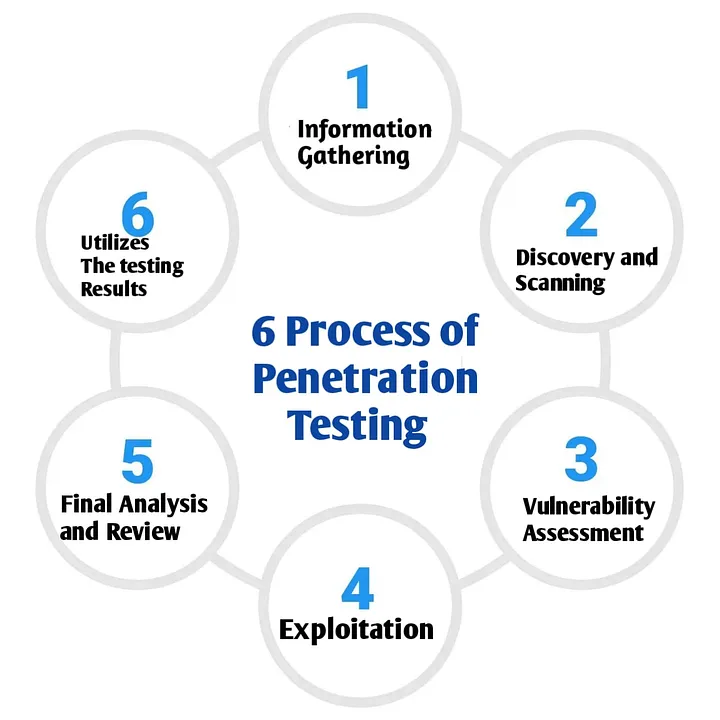 1
Information
Gathering
2
Discovery and
Scanning
3
Vulnerability
Assessment
4
Exploitation
5
Final Analysis
and Review
6
Utilizes
The testing
Results
6 Process of
Penetration
Testing